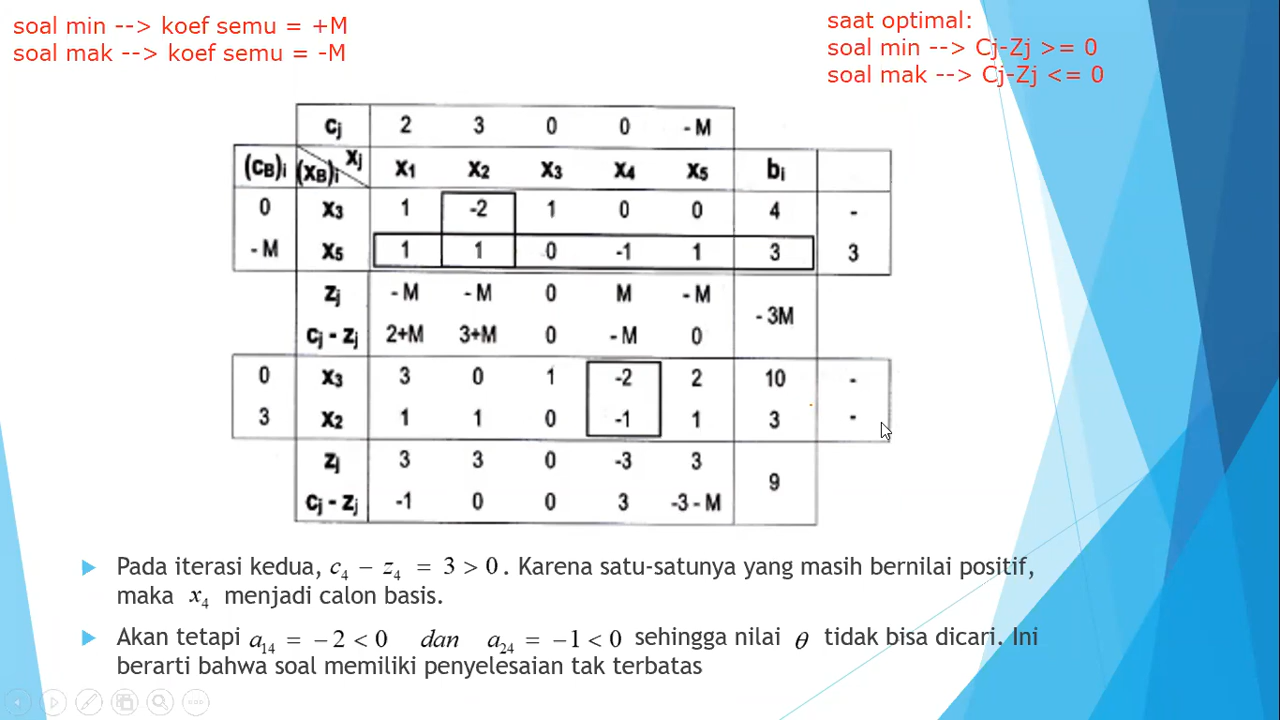 soal min --> koef semu = +M
soal mak --> koef semu = -M
saat optimal:
soal min --> Cj-Zj >= 0
soal mak --> Cj-Zj <= 0
cj 2 3 0 0 - M
(cB)i (xB)i xj x1 x2 x3 x4 x5 bi
0 x3 1 -2 1 0 0 4 -
- M x5 1 1 0 -1 1 3 3
zj - M - M 0 M - M
- 3M
cj - zj 2+M 3+M 0 - M 0
0 x3 3 0 1 -2 2 10 -
3 x2 1 1 0 -1 1 3 -
zj 3 3 0 -3 3
9
cj - zj -1 0 0 3 -3 - M
Pada iterasi kedua, c4 − z4 = 3 > 0. Karena satu-satunya yang masih bernilai positif,
maka x4 menjadi calon basis.
Akan tetapi a14 = −2 < 0 dan a24 = −1 < 0 sehingga nilai θ tidak bisa dicari. Ini
berarti bahwa soal memiliki penyelesaian tak terbatas